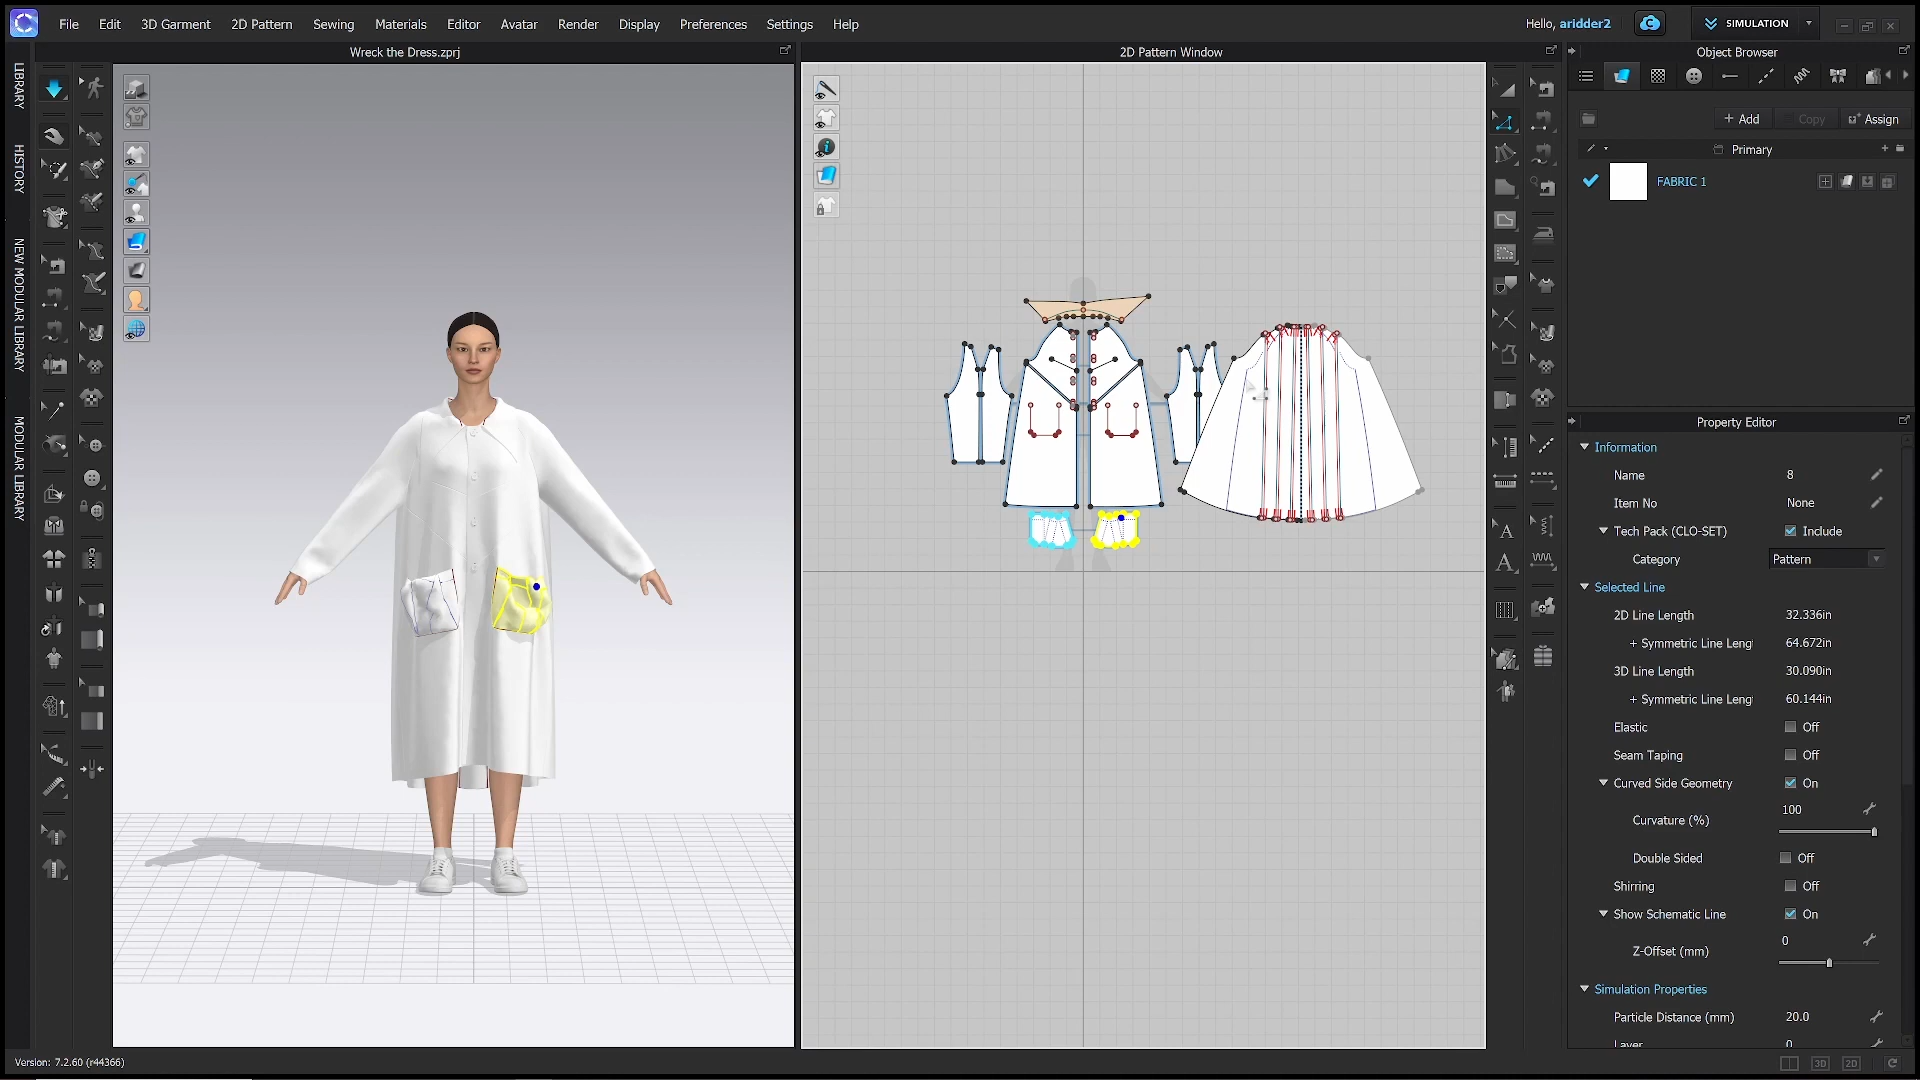 File Edit 3D Garment 2D Pattern Sewing Materials Editor Avatar Render Display Preferences Settings Help
Hello, aridder2
SIMULATION
Wreck the Dress.zprj
2D Pattern Window
Object Browser
LIBRARY
HISTORY
NEW MODULAR LIBRARY
MODULAR LIBRARY
+ Add Copy Assign
Primary
FABRIC 1
Property Editor
Information
Name 8
Item No None
Tech Pack (CLO-SET) Include
Category Pattern
Selected Line
2D Line Length 32.336in
+ Symmetric Line Leng 64.672in
3D Line Length 30.090in
+ Symmetric Line Leng 60.144in
Elastic Off
Seam Taping Off
Curved Side Geometry On
Curvature (%) 100
Double Sided Off
Shirring Off
Show Schematic Line On
Z-Offset (mm) 0
Simulation Properties
Particle Distance (mm) 20.0
Layer 0
Version: 7.2.60 (r44366)
3D 2D